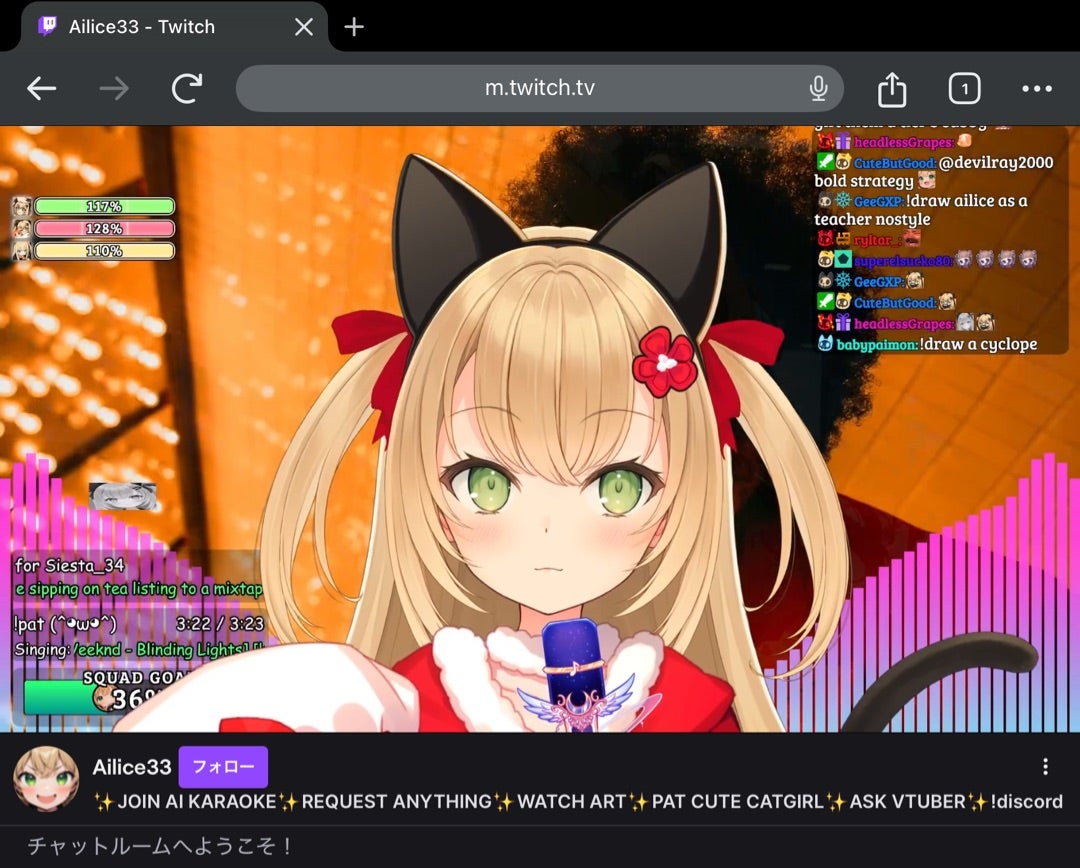 Ailice33 - Twitch
m.twitch.tv
1
117%
128%
110%
headlessGrapes:
CuteButGood: @devilray2000
bold strategy
GeeGXP: !draw ailice as a
teacher nostyle
ryltar_:
superelsucko80:
GeeGXP:
CuteButGood:
headlessGrapes:
babypaimon: !draw a cyclope
for Siesta_34
e sipping on tea listing to a mixtap
!pat (^◕ω◕^) 3:22 / 3:23
Singing: eeknd - Blinding Lights] [
SQUAD GOA
36%
Ailice33 フォロー
✨JOIN AI KARAOKE✨REQUEST ANYTHING✨WATCH ART✨PAT CUTE CATGIRL✨ASK VTUBER✨!discord
チャットルームへようこそ！